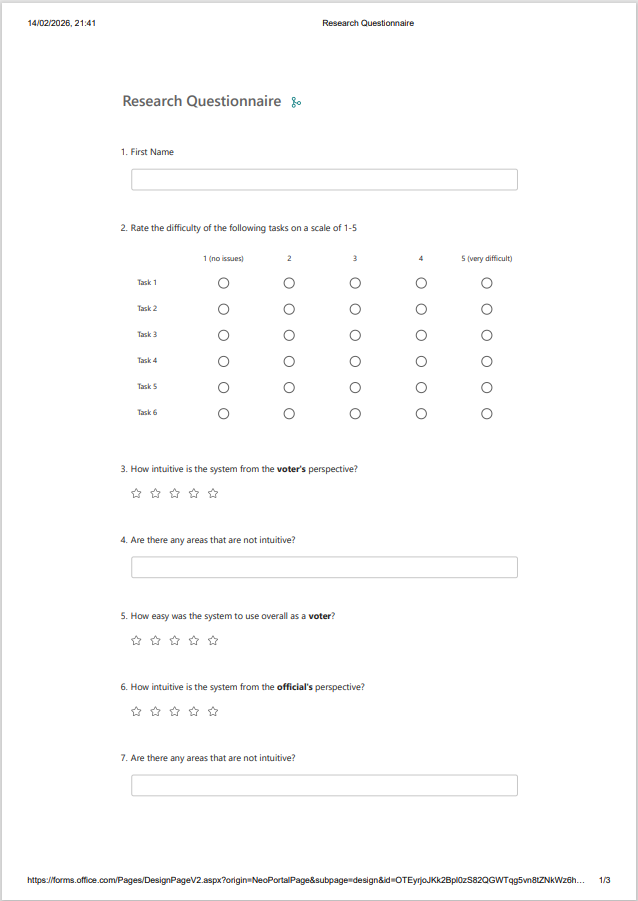 14/02/2026, 21:41 Research Questionnaire
Research Questionnaire
1. First Name
2. Rate the difficulty of the following tasks on a scale of 1-5
1 (no issues) 2 3 4 5 (very difficult)
Task 1
Task 2
Task 3
Task 4
Task 5
Task 6
3. How intuitive is the system from the voter's perspective?
4. Are there any areas that are not intuitive?
5. How easy was the system to use overall as a voter?
6. How intuitive is the system from the official's perspective?
7. Are there any areas that are not intuitive?
https://forms.office.com/Pages/DesignPageV2.aspx?origin=NeoPortalPage&subpage=design&id=OTEyrjoJKk2Bpl0zS82QGWTqg5vn8tZNkWz6h... 1/3